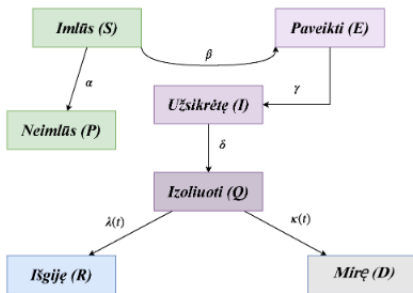 Imlūs (S)
Paveikti (E)
β
α
γ
Užsikrėtę (I)
Neimlūs (P)
δ
Izoliuoti (Q)
λ(t)
κ(t)
Išgiję (R)
Mirę (D)